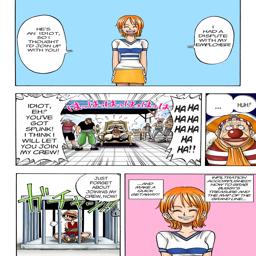 I HAD A
DISPUTE
WITH MY
EMPLOYER!
HE'S
AN IDIOT,
SO I
THOUGHT
I'D JOIN UP
WITH YOU!
...HUH?
HA HA
HA HA
HA HA
HA
HA!!
IDIOT,
EH?
YOU'VE
GOT
SPUNK!
I THINK I
WILL LET
YOU JOIN
MY CREW!
INFILTRATION
ACCOMPLISHED!
HOW TO GRAB
BUGGY'S
TREASURE AND
THE MAP OF THE
GRAND LINE...
...AND
MAKE A
QUICK
GETAWAY?
JUST
FORGET
ABOUT
JOINING MY
CREW, NOW!